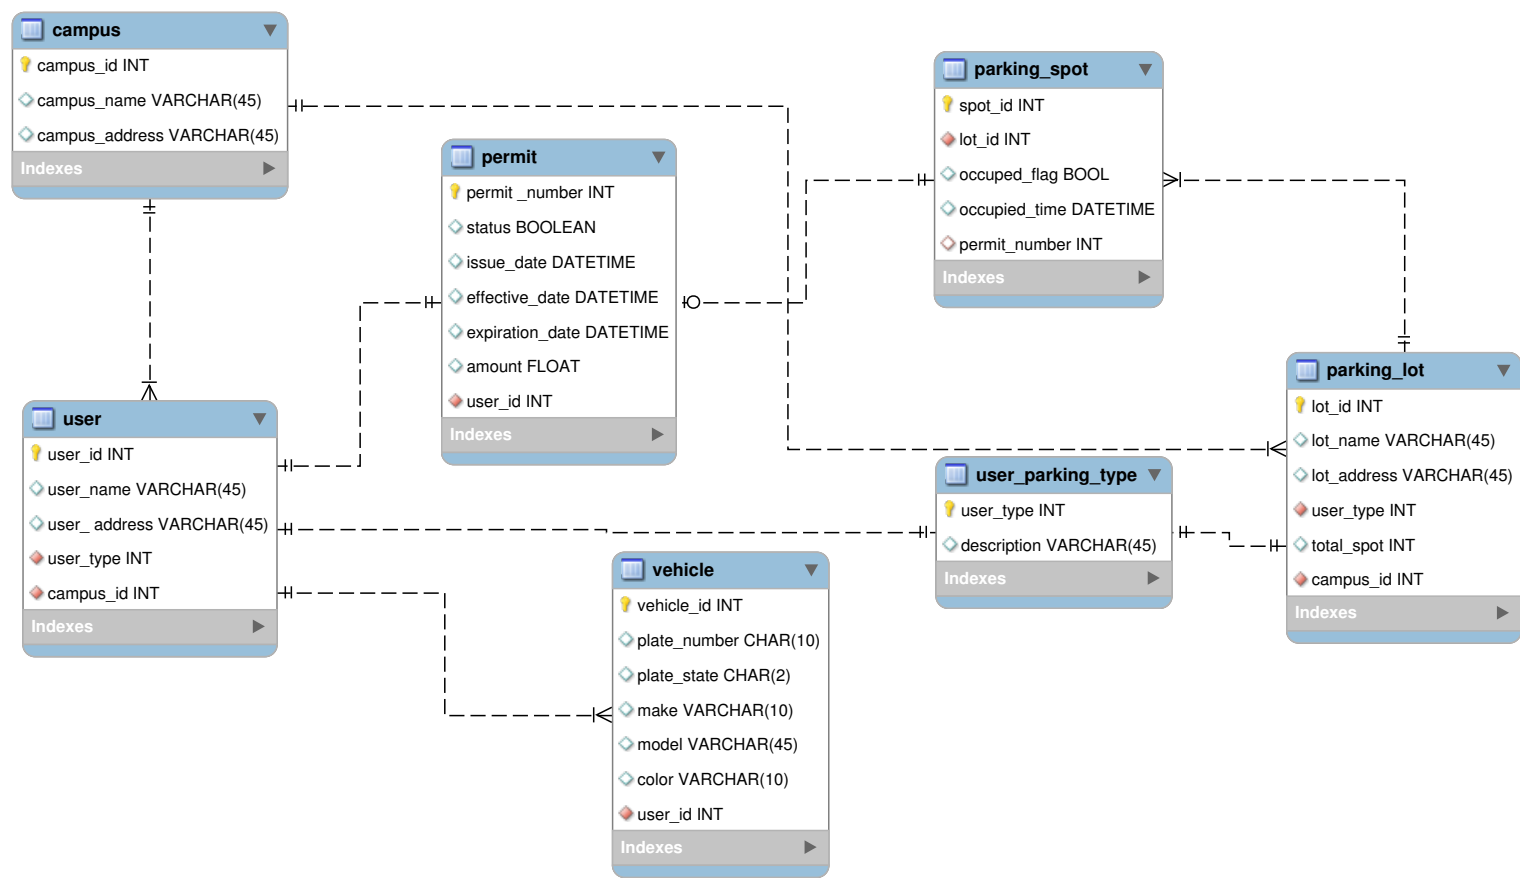 campus
campus_id INT
campus_name VARCHAR(45)
campus_address VARCHAR(45)
Indexes
permit
permit _number INT
status BOOLEAN
issue_date DATETIME
effective_date DATETIME
expiration_date DATETIME
amount FLOAT
user_id INT
Indexes
parking_spot
spot_id INT
lot_id INT
occuped_flag BOOL
occupied_time DATETIME
permit_number INT
Indexes
parking_lot
lot_id INT
lot_name VARCHAR(45)
lot_address VARCHAR(45)
user_type INT
total_spot INT
campus_id INT
Indexes
user
user_id INT
user_name VARCHAR(45)
user_ address VARCHAR(45)
user_type INT
campus_id INT
Indexes
user_parking_type
user_type INT
description VARCHAR(45)
Indexes
vehicle
vehicle_id INT
plate_number CHAR(10)
plate_state CHAR(2)
make VARCHAR(10)
model VARCHAR(45)
color VARCHAR(10)
user_id INT
Indexes